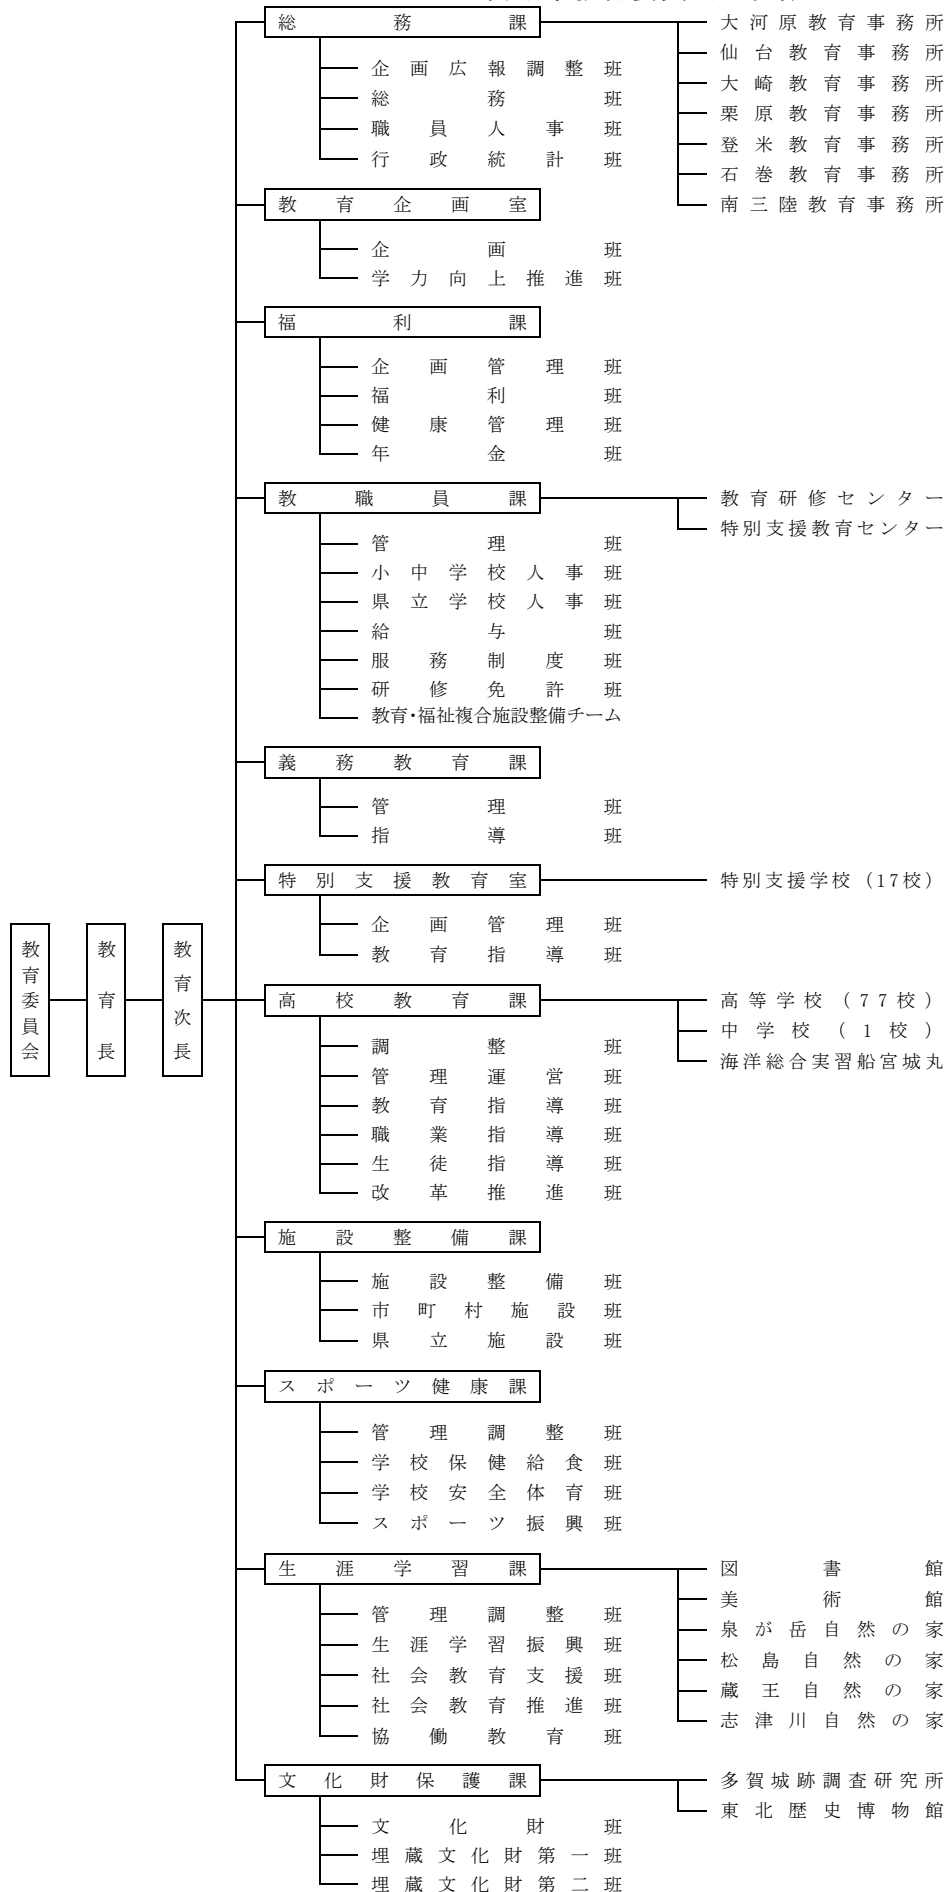 総務課
企画広報調整班
総務班
職員人事班
行政統計班
大河原教育事務所
仙台教育事務所
大崎教育事務所
栗原教育事務所
登米教育事務所
石巻教育事務所
南三陸教育事務所
教育企画室
企画班
学力向上推進班
福利課
企画管理班
福利班
健康管理班
年金班
教職員課
管理班
小中学校人事班
県立学校人事班
給与班
服務制度班
研修免許班
教育・福祉複合施設整備チーム
教育研修センター
特別支援教育センター
義務教育課
管理班
指導班
特別支援教育室
企画管理班
教育指導班
特別支援学校(17校)
教育委員会
教育長
教育次長
高校教育課
調整班
管理運営班
教育指導班
職業指導班
生徒指導班
改革推進班
高等学校(77校)
中学校(1校)
海洋総合実習船宮城丸
施設整備課
施設整備班
市町村施設班
県立施設班
スポーツ健康課
管理調整班
学校保健給食班
学校安全体育班
スポーツ振興班
生涯学習課
管理調整班
生涯学習振興班
社会教育支援班
社会教育推進班
協働教育班
図書館
美術館
泉が岳自然の家
松島自然の家
蔵王自然の家
志津川自然の家
文化財保護課
文化財班
埋蔵文化財第一班
埋蔵文化財第二班
多賀城跡調査研究所
東北歴史博物館